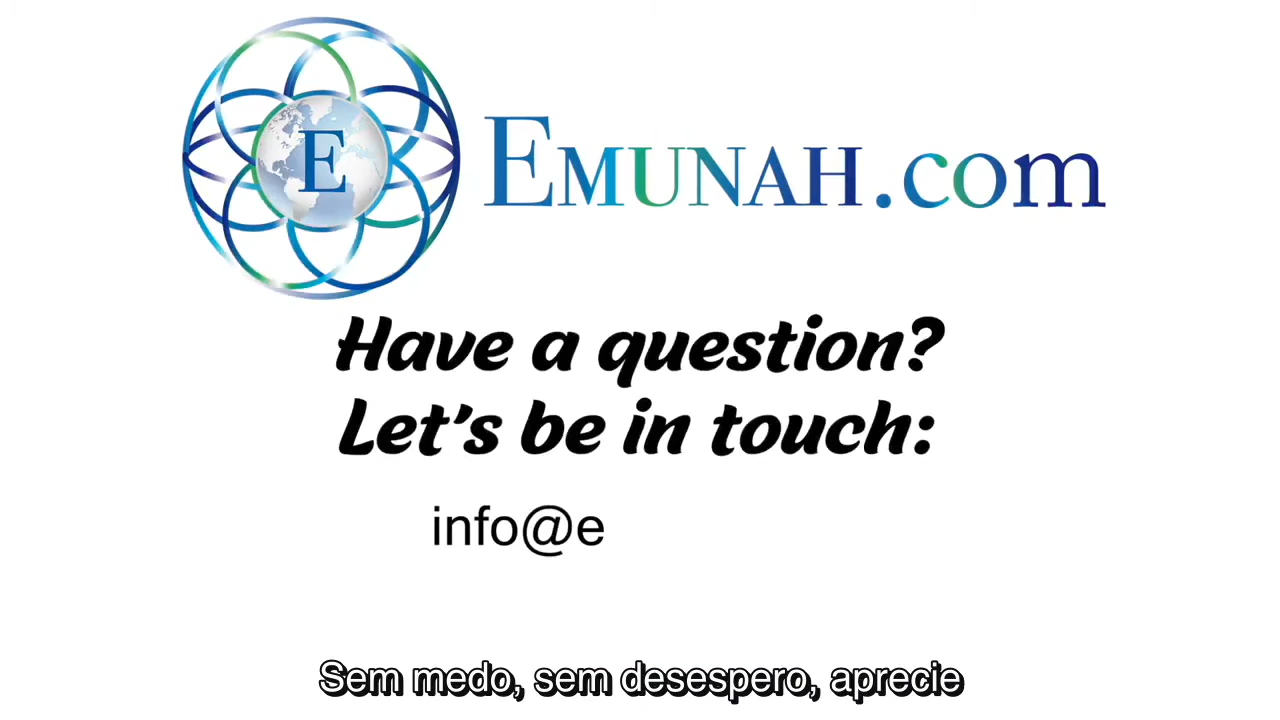 E
EMUNAH.com
Have a question?
Let's be in touch:
info@e
Sem medo, sem desespero, aprecie